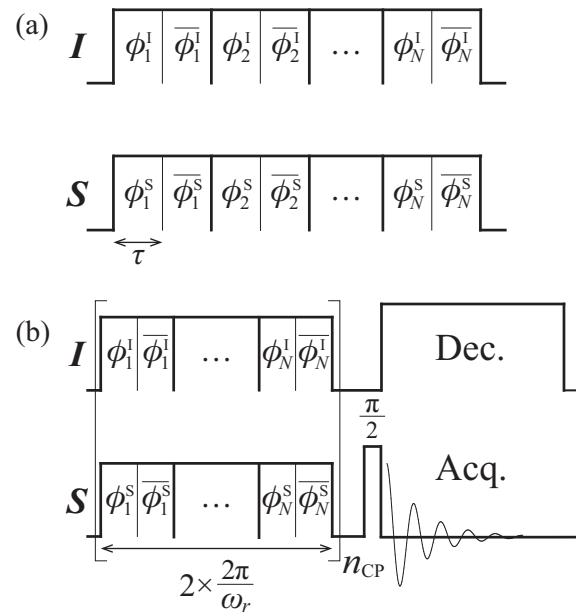 (a)
I ϕ₁ᴵ ϕ̅₁ᴵ ϕ₂ᴵ ϕ̅₂ᴵ … ϕ_Nᴵ ϕ̅_Nᴵ
S ϕ₁ˢ ϕ̅₁ˢ ϕ₂ˢ ϕ̅₂ˢ … ϕ_Nˢ ϕ̅_Nˢ
τ
(b)
I ϕ₁ᴵ ϕ̅₁ᴵ … ϕ_Nᴵ ϕ̅_Nᴵ Dec.
π/2
S ϕ₁ˢ ϕ̅₁ˢ … ϕ_Nˢ ϕ̅_Nˢ Acq.
n_CP
2 × 2π/ω_r